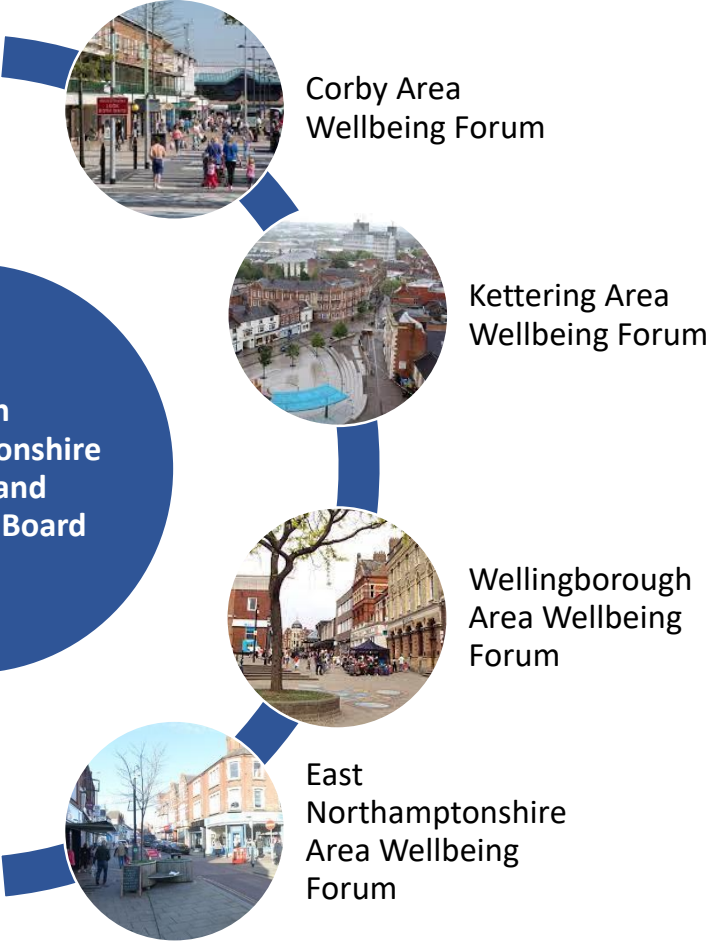 Corby Area
Wellbeing Forum
Kettering Area
Wellbeing Forum
onshire
and
Board
Wellingborough
Area Wellbeing
Forum
East
Northamptonshire
Area Wellbeing
Forum